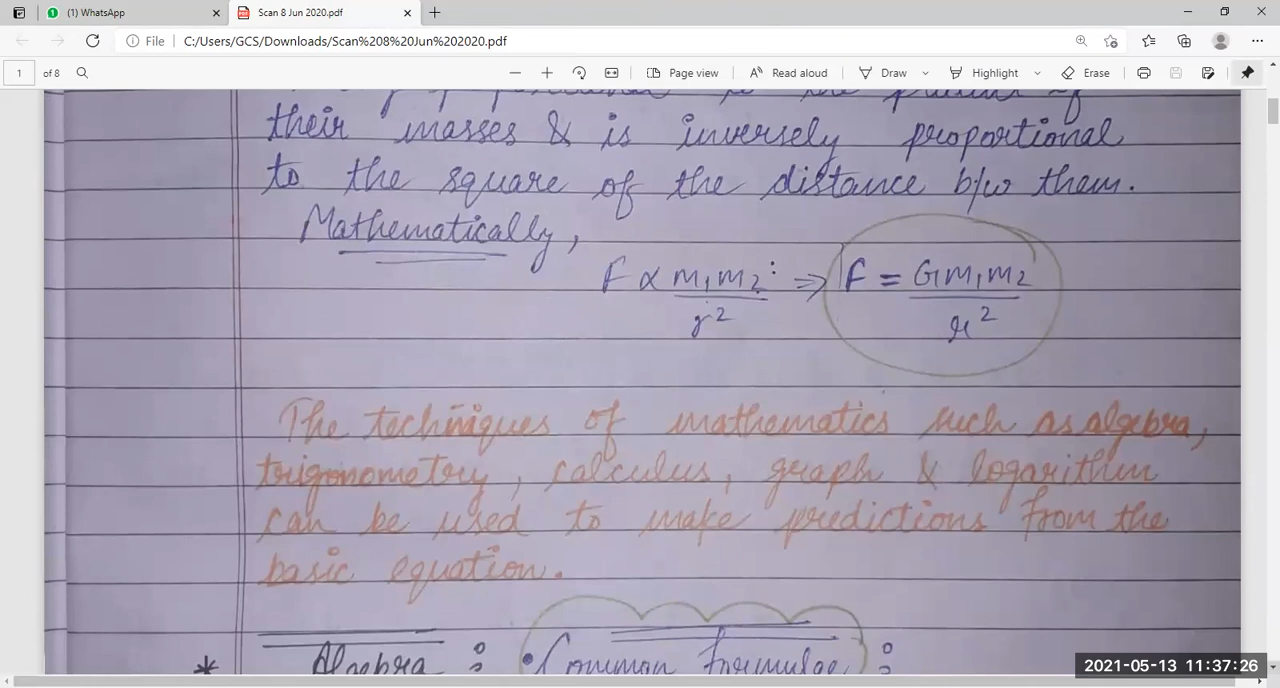 (1) WhatsApp
Scan 8 Jun 2020.pdf
File
C:/Users/GCS/Downloads/Scan%208%20Jun%202020.pdf
1 of 8
Page view
Read aloud
Draw
Highlight
Erase
to the
their masses & is inversely proportional
to the square of the distance b/w them.
Mathematically,
F ∝ m1m2/r² : ⇒ F = Gm1m2/r²
The techniques of mathematics such as algebra,
trigonometry, calculus, graph & logarithm
can be used to make predictions from the
basic equation.
* Algebra : • Common Formulae :
2021-05-13 11:37:26